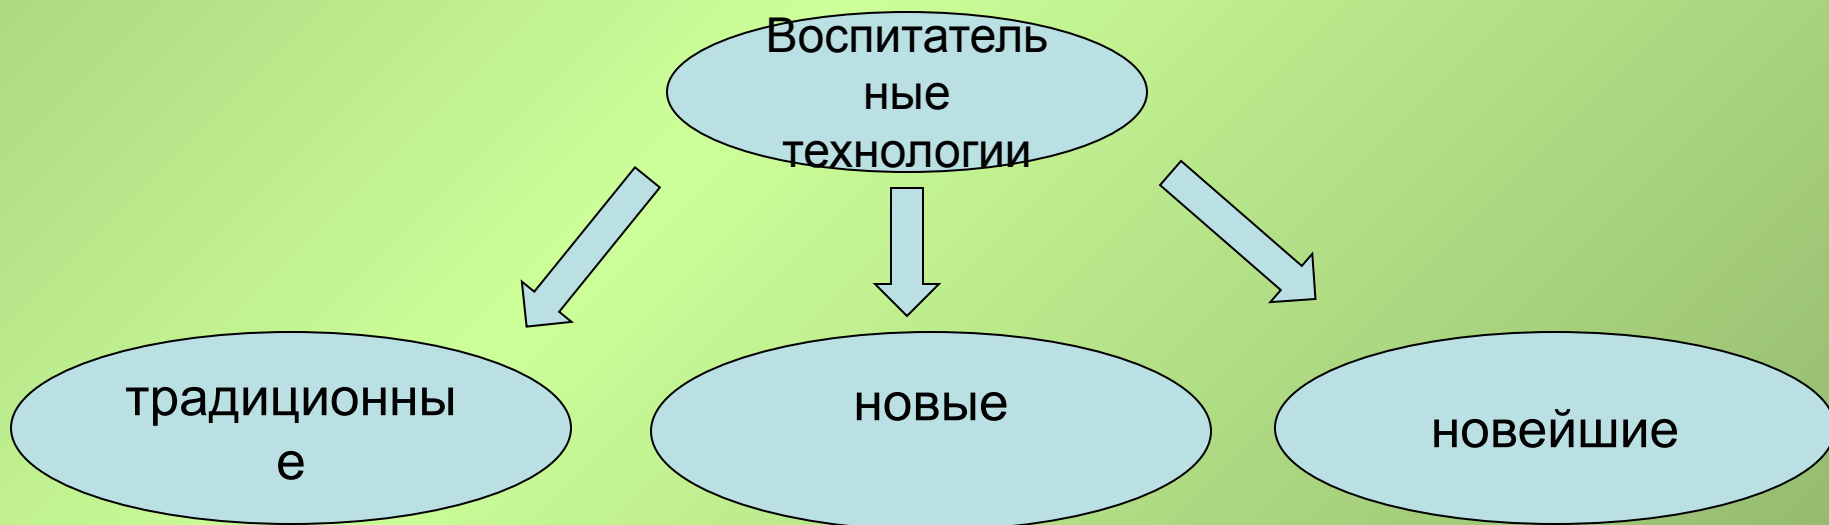 Воспитатель
ные
технологии
традиционны
е
новые
новейшие